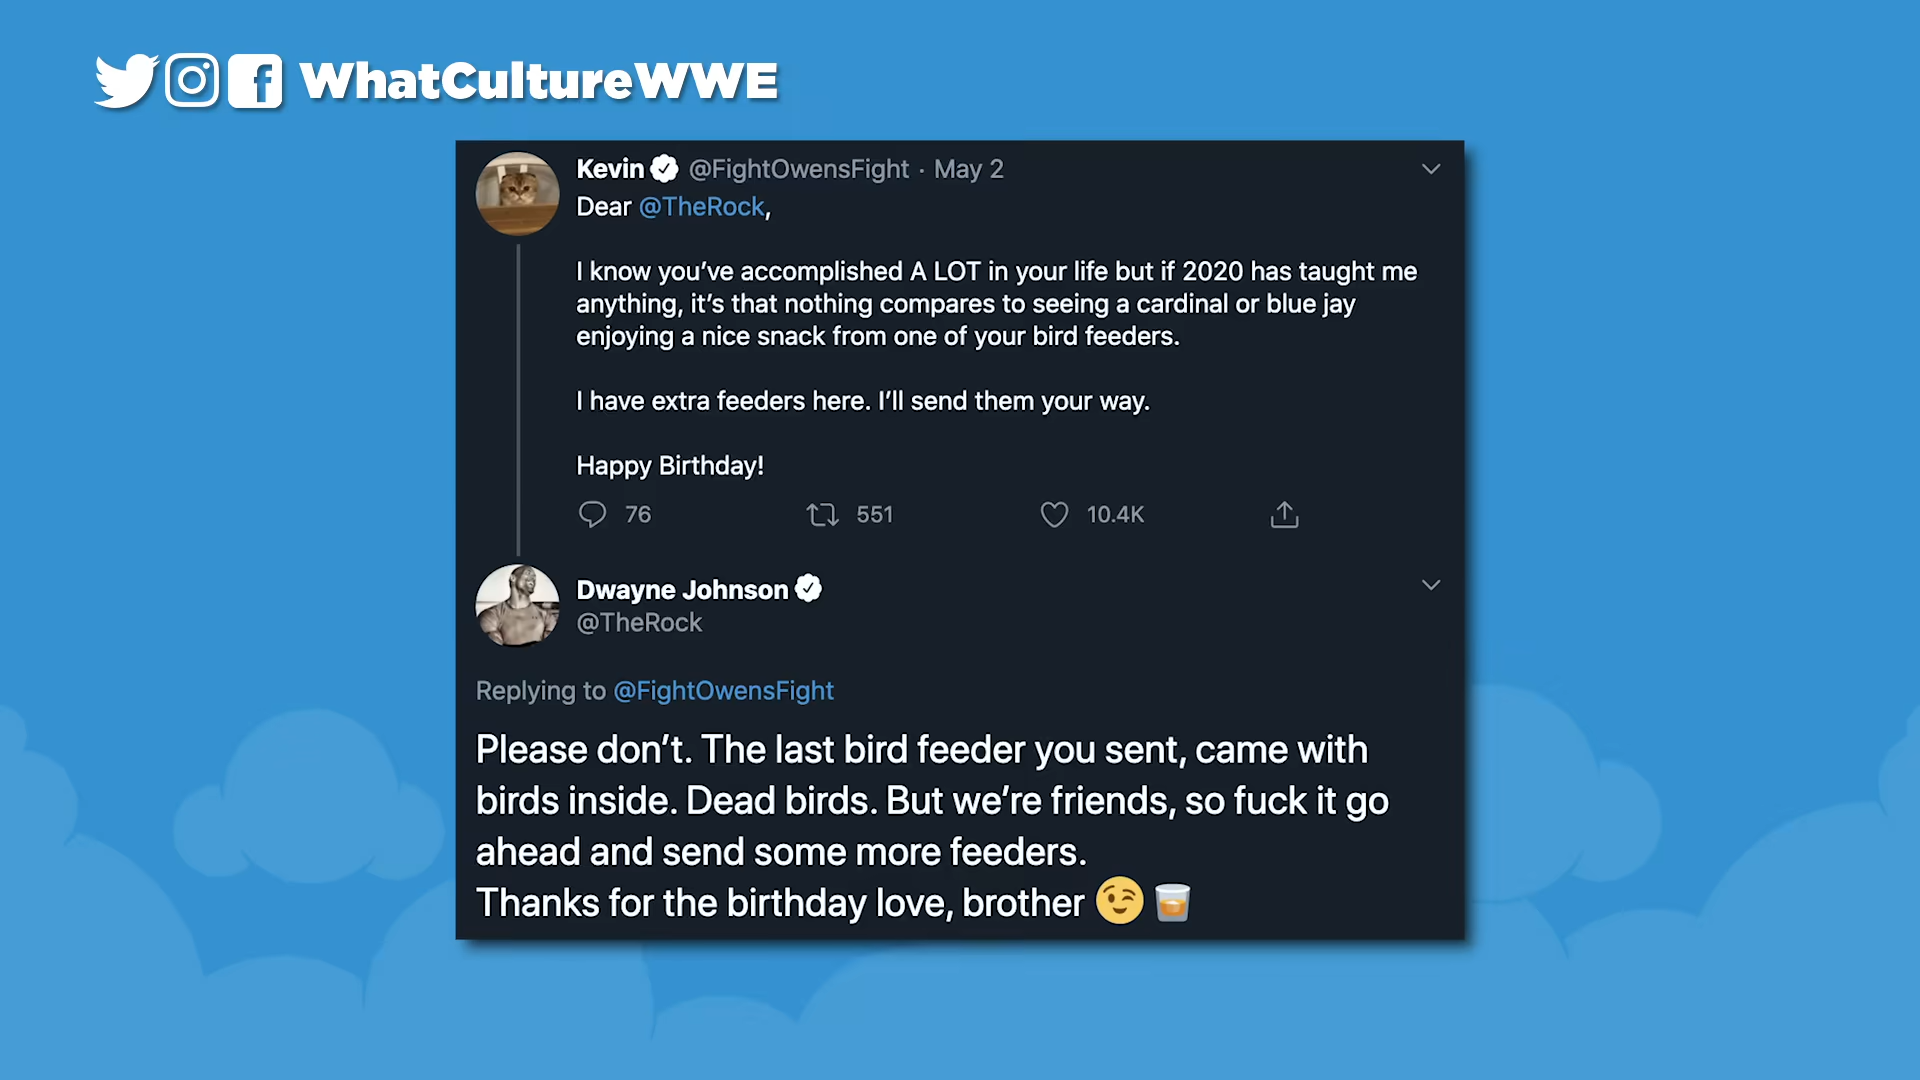 WhatCultureWWE
Kevin @FightOwensFight · May 2
Dear @TheRock,
I know you’ve accomplished A LOT in your life but if 2020 has taught me
anything, it’s that nothing compares to seeing a cardinal or blue jay
enjoying a nice snack from one of your bird feeders.
I have extra feeders here. I’ll send them your way.
Happy Birthday!
76 551 10.4K
Dwayne Johnson
@TheRock
Replying to @FightOwensFight
Please don’t. The last bird feeder you sent, came with
birds inside. Dead birds. But we’re friends, so fuck it go
ahead and send some more feeders.
Thanks for the birthday love, brother 😉🥃